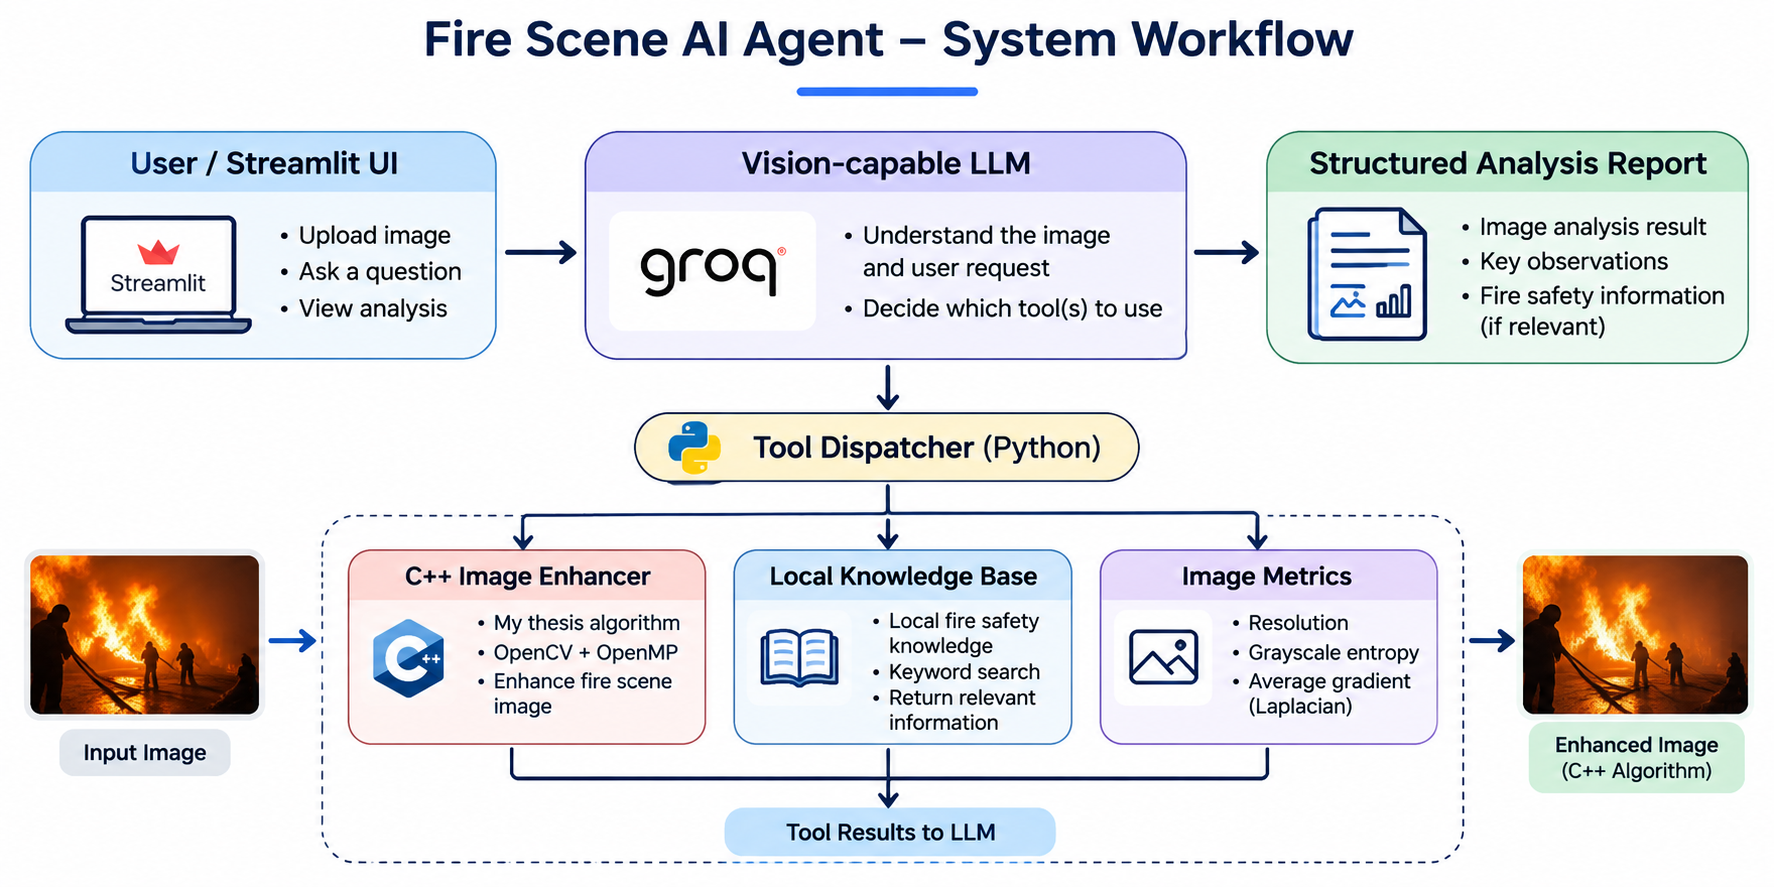 Fire Scene AI Agent – System Workflow
User / Streamlit UI
Streamlit
• Upload image
• Ask a question
• View analysis
Vision-capable LLM
groq®
• Understand the image
and user request
• Decide which tool(s) to use
Structured Analysis Report
• Image analysis result
• Key observations
• Fire safety information
(if relevant)
Tool Dispatcher (Python)
Input Image
C++ Image Enhancer
C++
• My thesis algorithm
• OpenCV + OpenMP
• Enhance fire scene
image
Local Knowledge Base
• Local fire safety
knowledge
• Keyword search
• Return relevant
information
Image Metrics
• Resolution
• Grayscale entropy
• Average gradient
(Laplacian)
Enhanced Image
(C++ Algorithm)
Tool Results to LLM